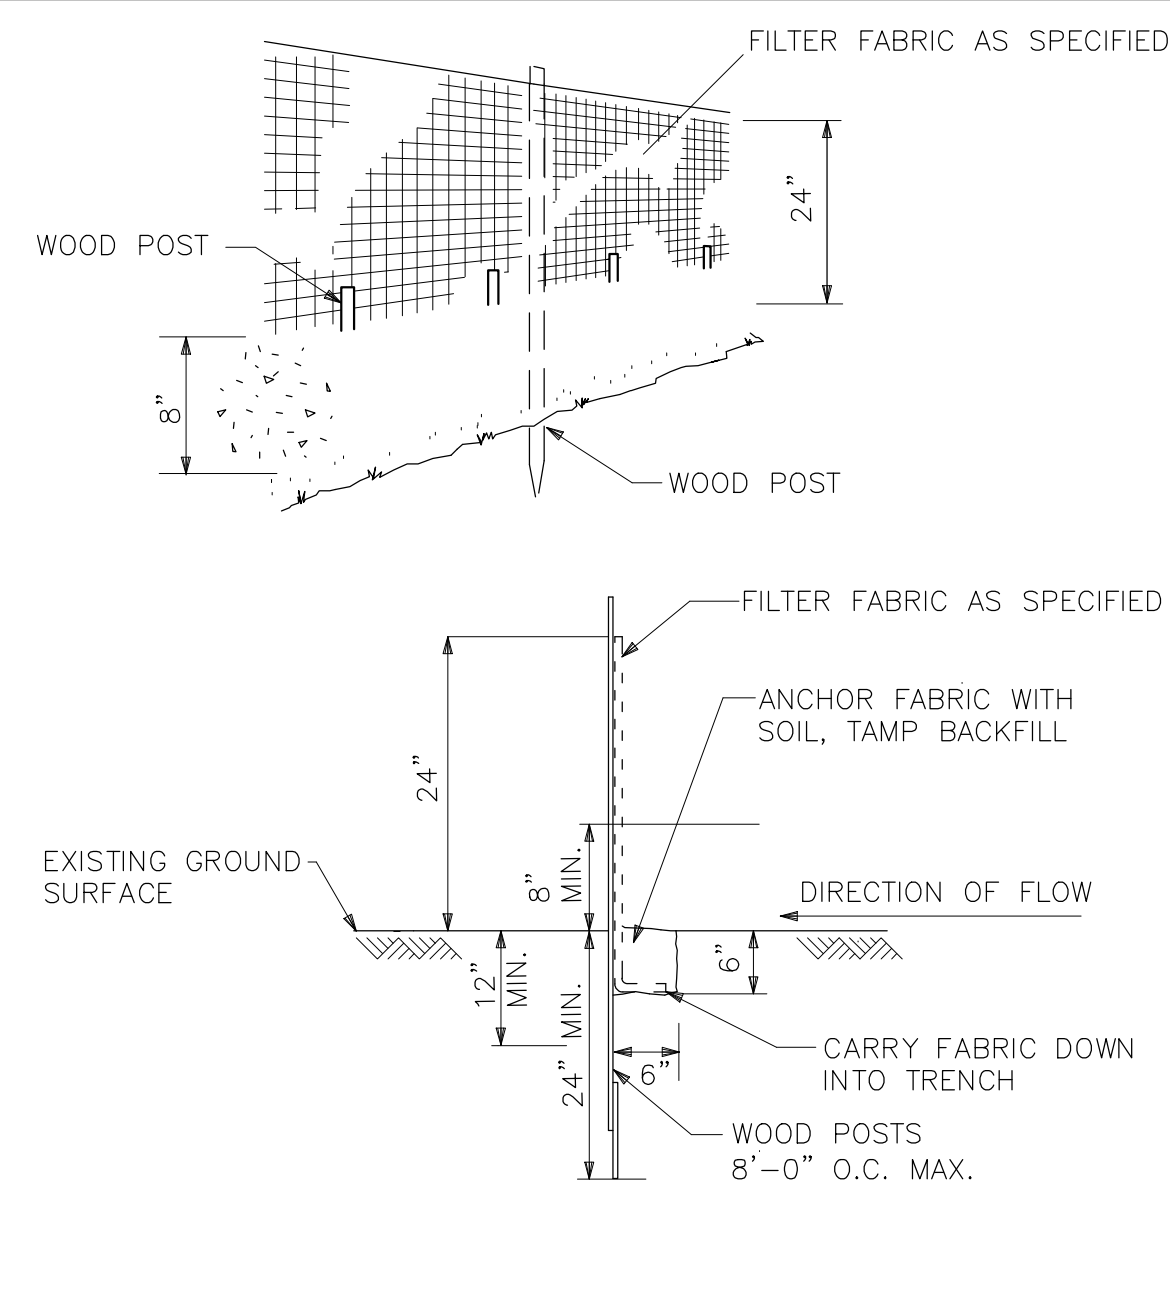 FILTER FABRIC AS SPECIFIED
24”
WOOD POST
8”
WOOD POST
FILTER FABRIC AS SPECIFIED
ANCHOR FABRIC WITH
SOIL, TAMP BACKFILL
24”
EXISTING GROUND
SURFACE
8”
MIN.
DIRECTION OF FLOW
12”
MIN.
24” MIN.
6”
6”
CARRY FABRIC DOWN
INTO TRENCH
WOOD POSTS
8’-0” O.C. MAX.